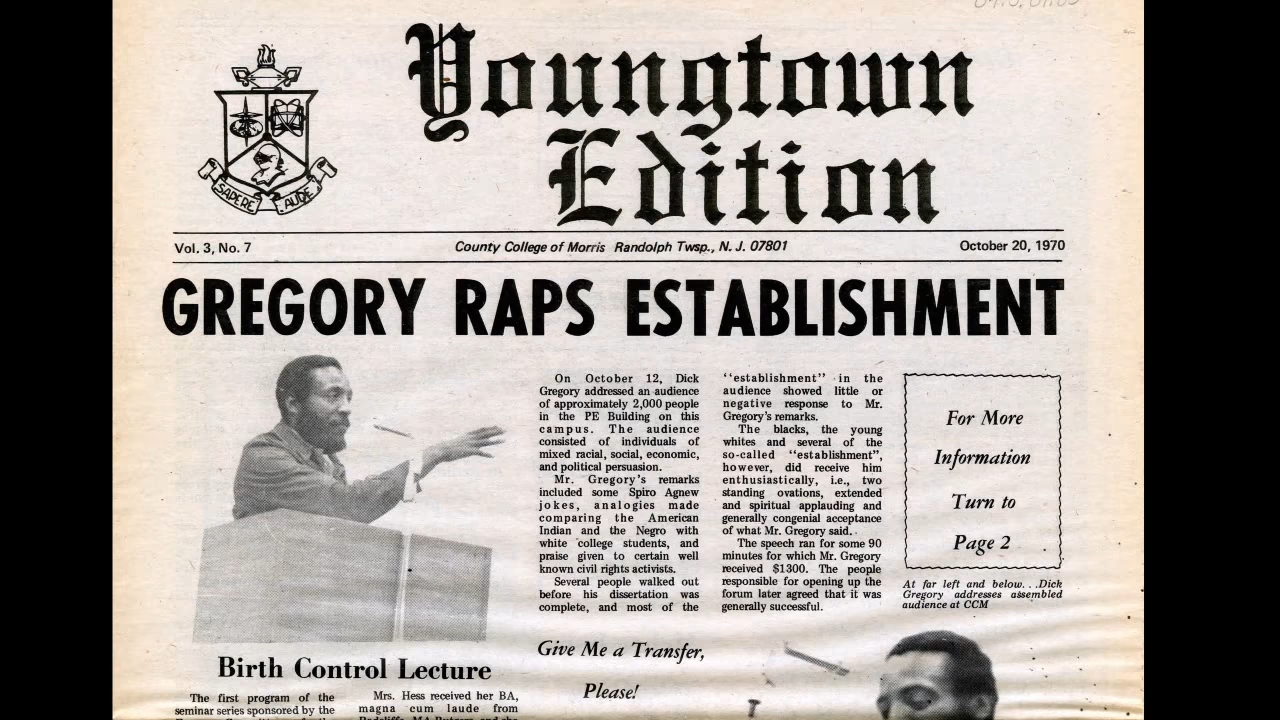 Youngtown
Edition
SAPERE AUDE
Vol. 3, No. 7
County College of Morris Randolph Twsp., N. J. 07801
October 20, 1970
GREGORY RAPS ESTABLISHMENT
On October 12, Dick
Gregory addressed an audience
of approximately 2,000 people
in the PE Building on this
campus. The audience
consisted of individuals of
mixed racial, social, economic,
and political persuasion.
Mr. Gregory's remarks
included some Spiro Agnew
jokes, analogies made
comparing the American
Indian and the Negro with
white college students, and
praise given to certain well
known civil rights activists.
Several people walked out
before his dissertation was
complete, and most of the
"establishment" in the
audience showed little or
negative response to Mr.
Gregory's remarks.
The blacks, the young
whites and several of the
so-called "establishment",
however, did receive him
enthusiastically, i.e., two
standing ovations, extended
and spiritual applauding and
generally congenial acceptance
of what Mr. Gregory said.
The speech ran for some 90
minutes for which Mr. Gregory
received $1300. The people
responsible for opening up the
forum later agreed that it was
generally successful.
For More
Information
Turn to
Page 2
At far left and below. . .Dick
Gregory addresses assembled
audience at CCM
Birth Control Lecture
The first program of the
seminar series sponsored by the
Mrs. Hess received her BA,
magna cum laude from
Give Me a Transfer,
Please!